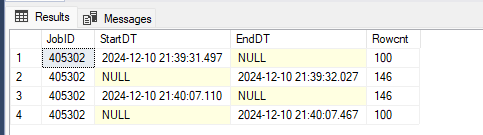 Results Messages
JobID StartDT EndDT Rowcnt
1 405302 2024-12-10 21:39:31.497 NULL 100
2 405302 NULL 2024-12-10 21:39:32.027 146
3 405302 2024-12-10 21:40:07.110 NULL 146
4 405302 NULL 2024-12-10 21:40:07.467 100